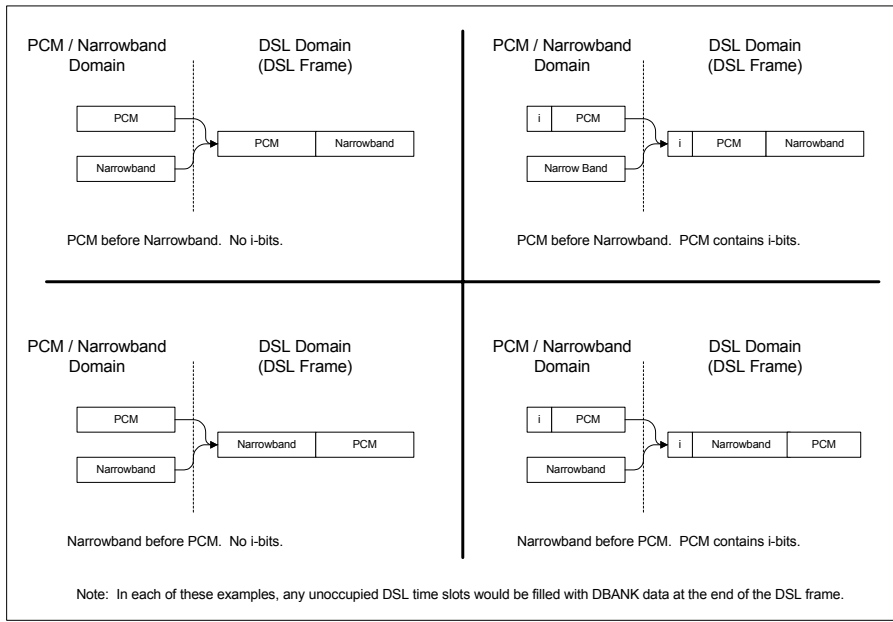 PCM / Narrowband
Domain
DSL Domain
(DSL Frame)
PCM
Narrowband
PCM
Narrowband
PCM before Narrowband. No i-bits.
PCM / Narrowband
Domain
DSL Domain
(DSL Frame)
i
PCM
Narrow Band
i
PCM
Narrowband
PCM before Narrowband. PCM contains i-bits.
PCM / Narrowband
Domain
DSL Domain
(DSL Frame)
PCM
Narrowband
Narrowband
PCM
Narrowband before PCM. No i-bits.
PCM / Narrowband
Domain
DSL Domain
(DSL Frame)
i
PCM
Narrowband
i
Narrowband
PCM
Narrowband before PCM. PCM contains i-bits.
Note: In each of these examples, any unoccupied DSL time slots would be filled with DBANK data at the end of the DSL frame.